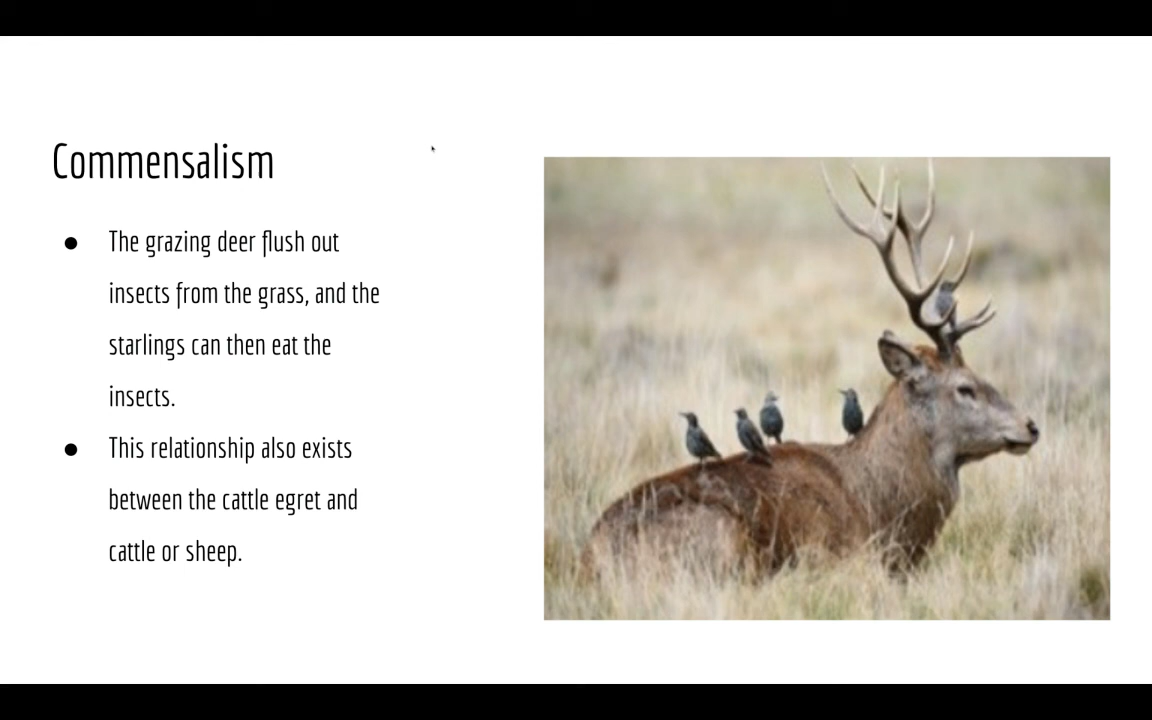 Commensalism
● The grazing deer flush out
insects from the grass, and the
starlings can then eat the
insects.
● This relationship also exists
between the cattle egret and
cattle or sheep.